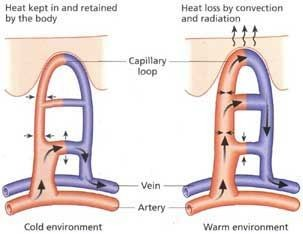 Heat kept in and retained
by the body
Heat loss by convection
and radiation
Capillary
loop
Vein
Artery
Cold environment
Warm environment